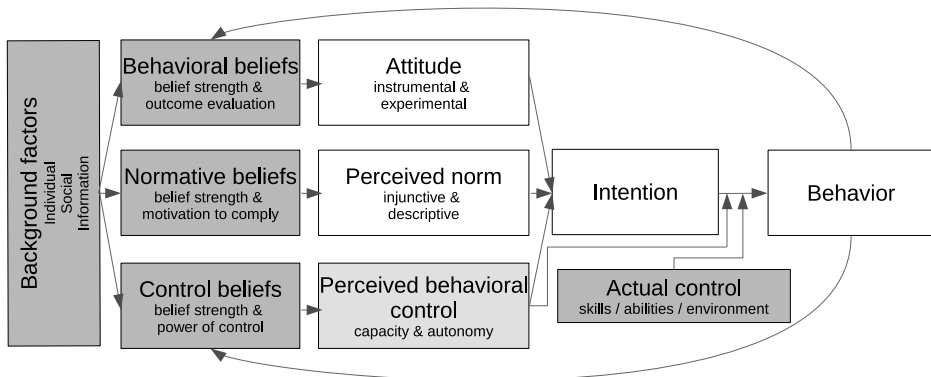 Background factors
Individual
Social
Information
Behavioral beliefs
belief strength &
outcome evaluation
Attitude
instrumental &
experimental
Normative beliefs
belief strength &
motivation to comply
Perceived norm
injunctive &
descriptive
Intention
Behavior
Control beliefs
belief strength &
power of control
Perceived behavioral
control
capacity & autonomy
Actual control
skills / abilities / environment